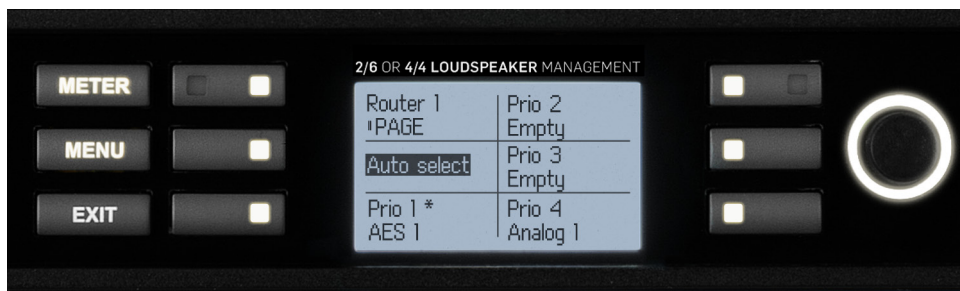 2/6 OR 4/4 LOUDSPEAKER MANAGEMENT
METER
MENU
EXIT
Router 1
PAGE
Auto select
Prio 1 *
AES 1
Prio 2
Empty
Prio 3
Empty
Prio 4
Analog 1